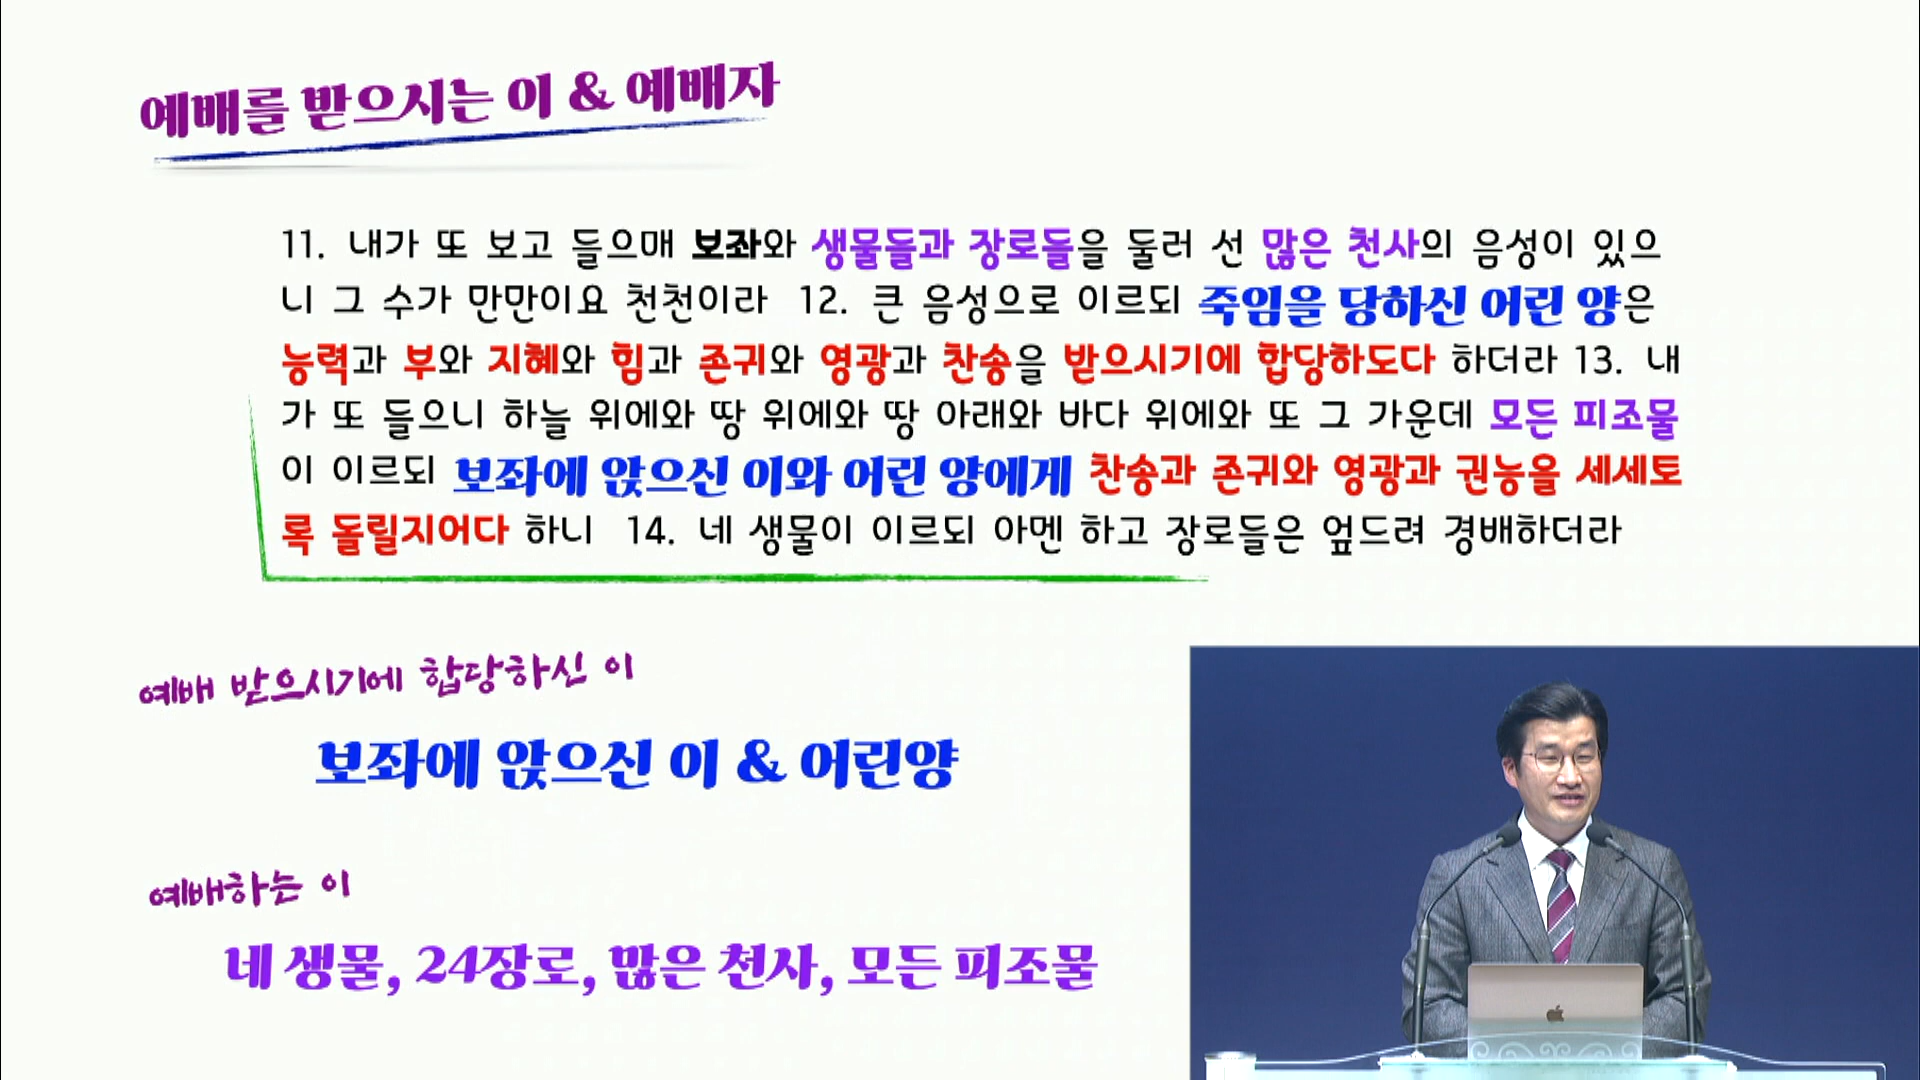 예배를 받으시는 이 & 예배자
11. 내가 또 보고 들으매 보좌와 생물들과 장로들을 둘러 선 많은 천사의 음성이 있으
니 그 수가 만만이요 천천이라 12. 큰 음성으로 이르되 죽임을 당하신 어린 양은
능력과 부와 지혜와 힘과 존귀와 영광과 찬송을 받으시기에 합당하도다 하더라 13. 내
가 또 들으니 하늘 위에와 땅 위에와 땅 아래와 바다 위에와 또 그 가운데 모든 피조물
이 이르되 보좌에 앉으신 이와 어린 양에게 찬송과 존귀와 영광과 권능을 세세토
록 돌릴지어다 하니 14. 네 생물이 이르되 아멘 하고 장로들은 엎드려 경배하더라
예배 받으시기에 합당하신 이
보좌에 앉으신 이 & 어린양
예배하는 이
네 생물, 24장로, 많은 천사, 모든 피조물